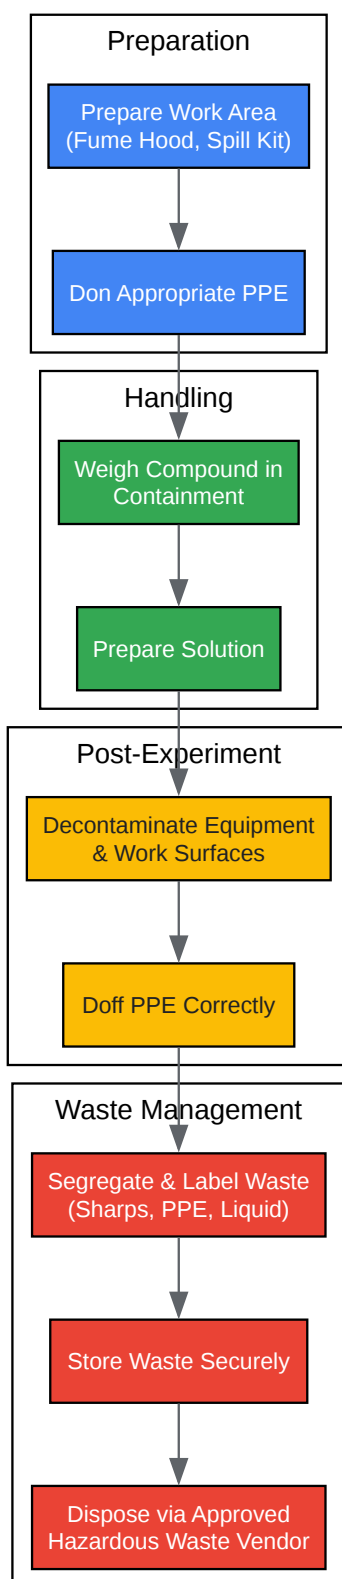 Preparation
Prepare Work Area
(Fume Hood, Spill Kit)
Don Appropriate PPE
Handling
Weigh Compound in
Containment
Prepare Solution
Post-Experiment
Decontaminate Equipment
& Work Surfaces
Doff PPE Correctly
Waste Management
Segregate & Label Waste
(Sharps, PPE, Liquid)
Store Waste Securely
Dispose via Approved
Hazardous Waste Vendor